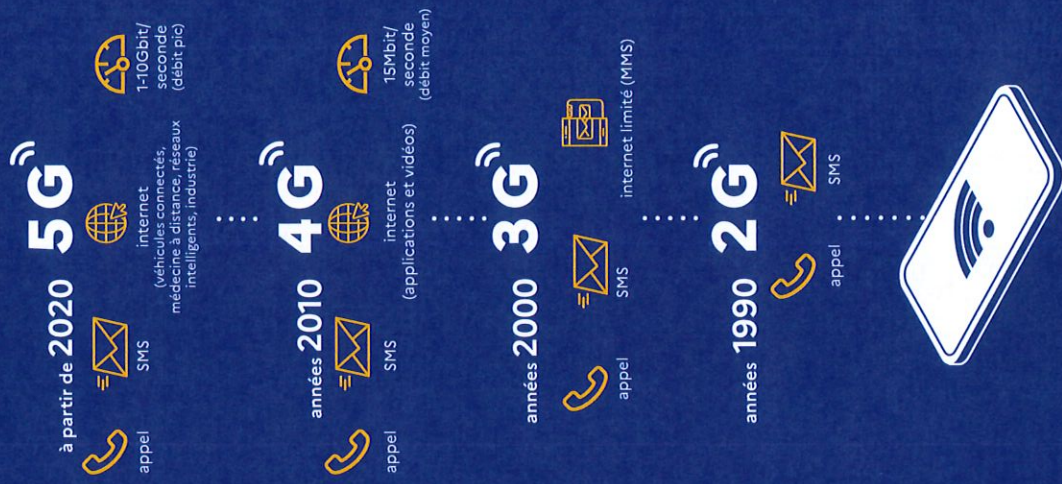 à partir de 2020 5G
appel
SMS
internet
(véhicules connectés,
médecine à distance, réseaux
intelligents, industrie)
1-10Gbit/
seconde
(débit pic)
années 2010 4G
appel
SMS
internet
(applications et vidéos)
15Mbit/
seconde
(débit moyen)
années 2000 3G
appel
SMS
internet limité (MMS)
années 1990 2G
appel
SMS